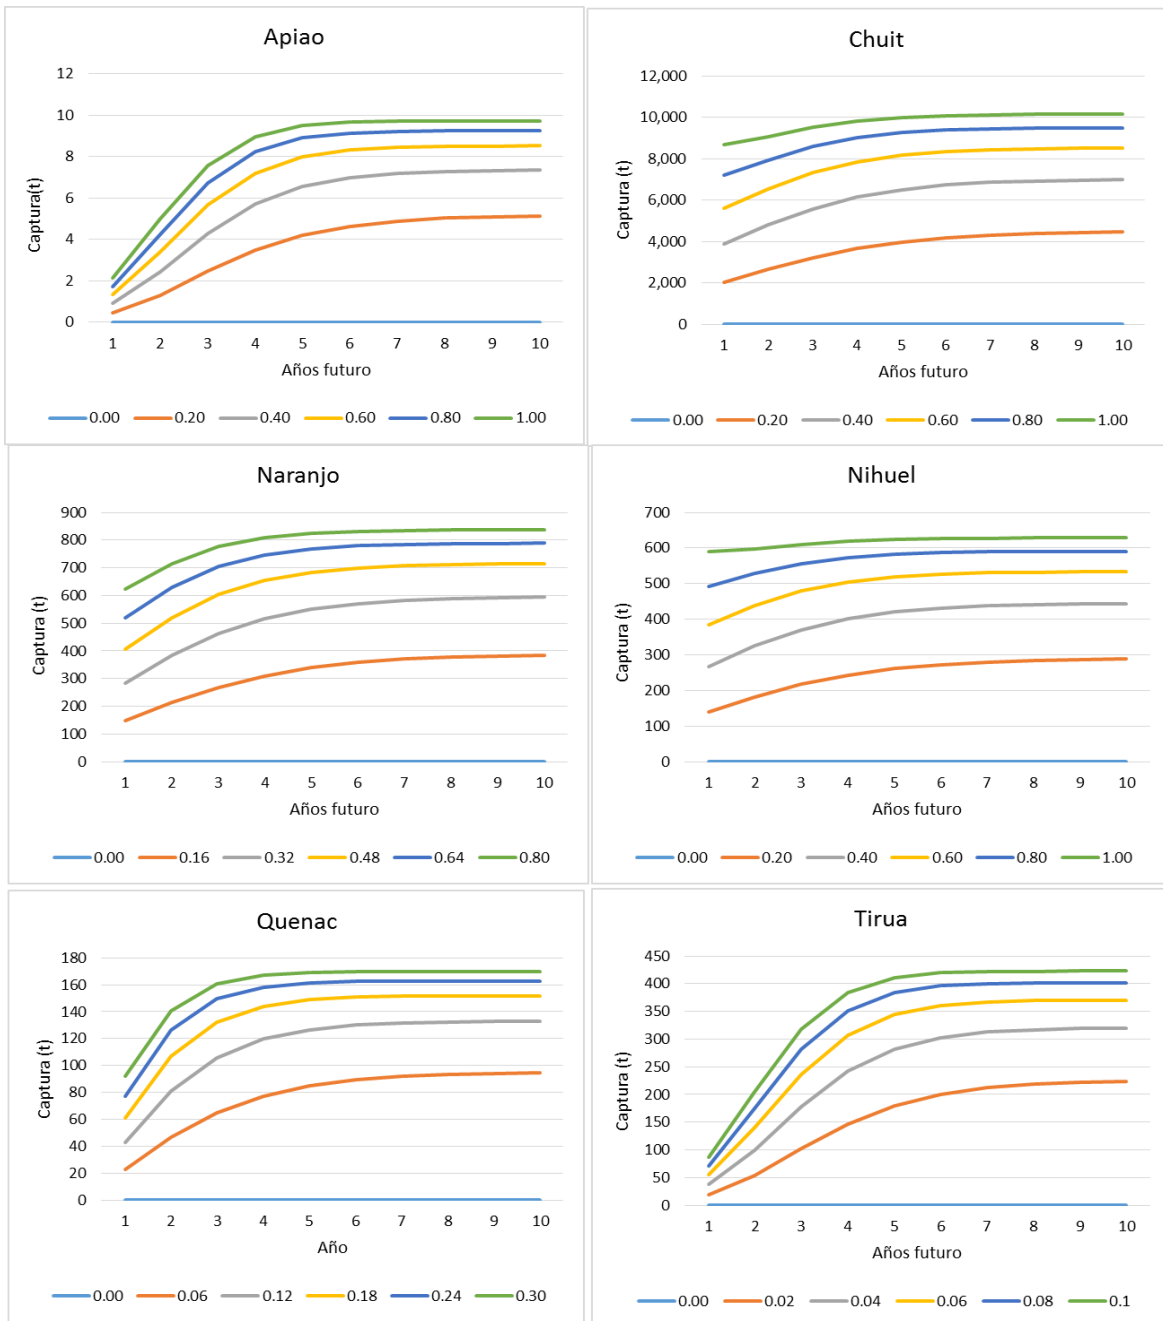 Apiao
Captura(t)
12
10
8
6
4
2
0
1 2 3 4 5 6 7 8 9 10
Años futuro
0.00 0.20 0.40 0.60 0.80 1.00
Chuit
Captura (t)
12,000
10,000
8,000
6,000
4,000
2,000
0
1 2 3 4 5 6 7 8 9 10
Años futuro
0.00 0.20 0.40 0.60 0.80 1.00
Naranjo
Captura (t)
900
800
700
600
500
400
300
200
100
0
1 2 3 4 5 6 7 8 9 10
Años futuro
0.00 0.16 0.32 0.48 0.64 0.80
Nihuel
Captura (t)
700
600
500
400
300
200
100
0
1 2 3 4 5 6 7 8 9 10
Años futuro
0.00 0.20 0.40 0.60 0.80 1.00
Quenac
Captura (t)
180
160
140
120
100
80
60
40
20
0
1 2 3 4 5 6 7 8 9 10
Año
0.00 0.06 0.12 0.18 0.24 0.30
Tirua
Captura (t)
450
400
350
300
250
200
150
100
50
0
1 2 3 4 5 6 7 8 9 10
Años futuro
0.00 0.02 0.04 0.06 0.08 0.1